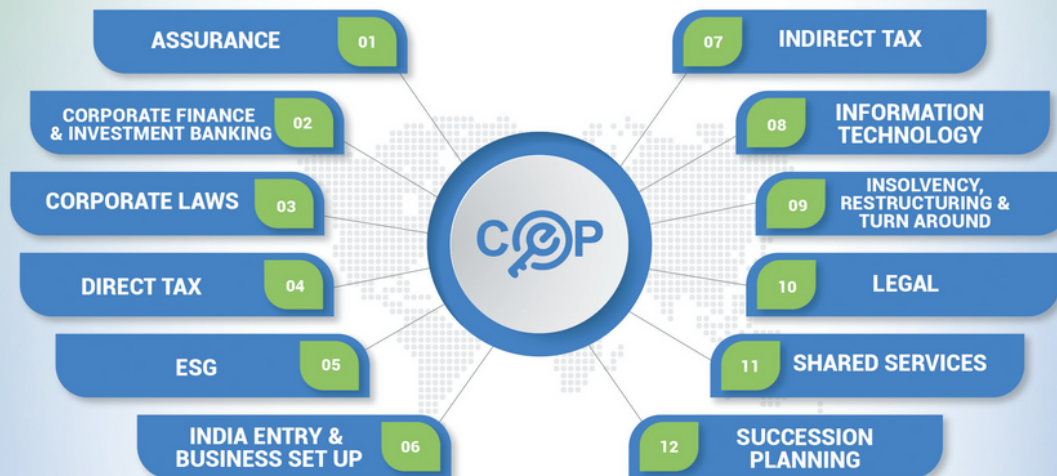 ASSURANCE
01
CORPORATE FINANCE
& INVESTMENT BANKING
02
CORPORATE LAWS
03
DIRECT TAX
04
ESG
05
INDIA ENTRY &
BUSINESS SET UP
06
CeP
07
INDIRECT TAX
08
INFORMATION
TECHNOLOGY
09
INSOLVENCY,
RESTRUCTURING &
TURN AROUND
10
LEGAL
11
SHARED SERVICES
12
SUCCESSION
PLANNING